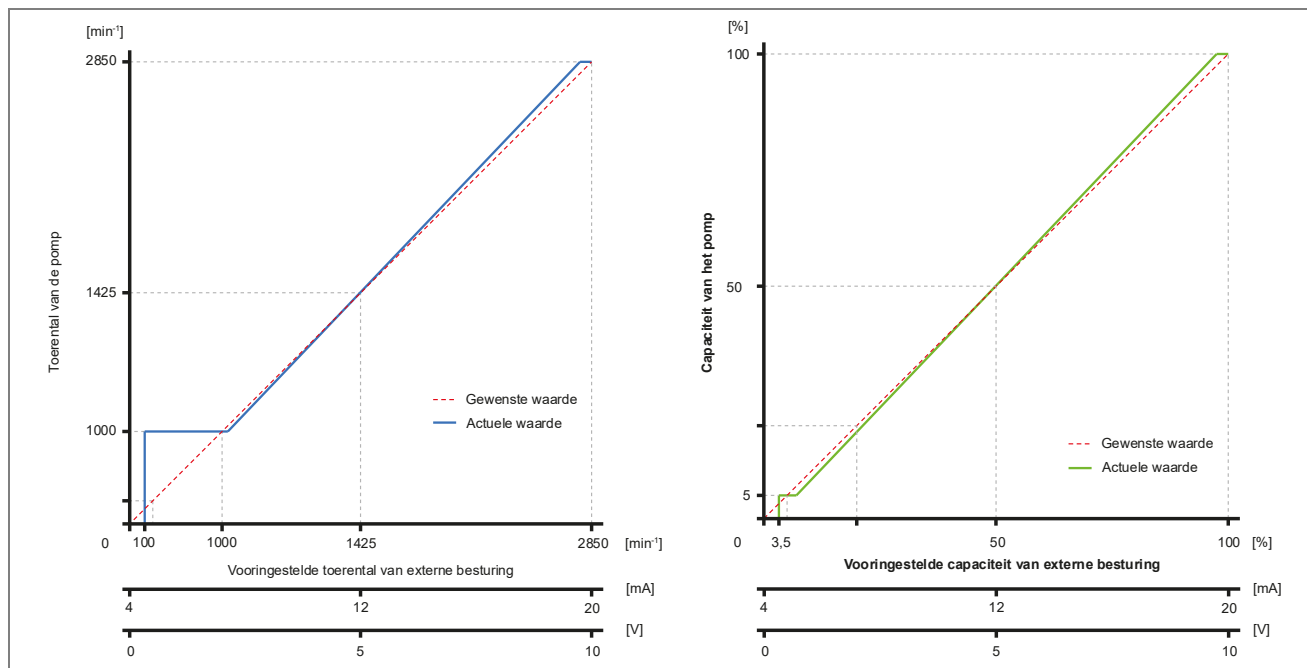 [min⁻¹]
2850
1425
1000
Toerental van de pomp
Gewenste waarde
Actuele waarde
0 100 1000 1425 2850 [min⁻¹]
Vooringestelde toerental van externe besturing
[mA]
4 12 20
[V]
0 5 10
[%]
100
50
5
Capaciteit van het pomp
Gewenste waarde
Actuele waarde
0 3,5 50 100 [%]
Vooringestelde capaciteit van externe besturing
[mA]
4 12 20
[V]
0 5 10